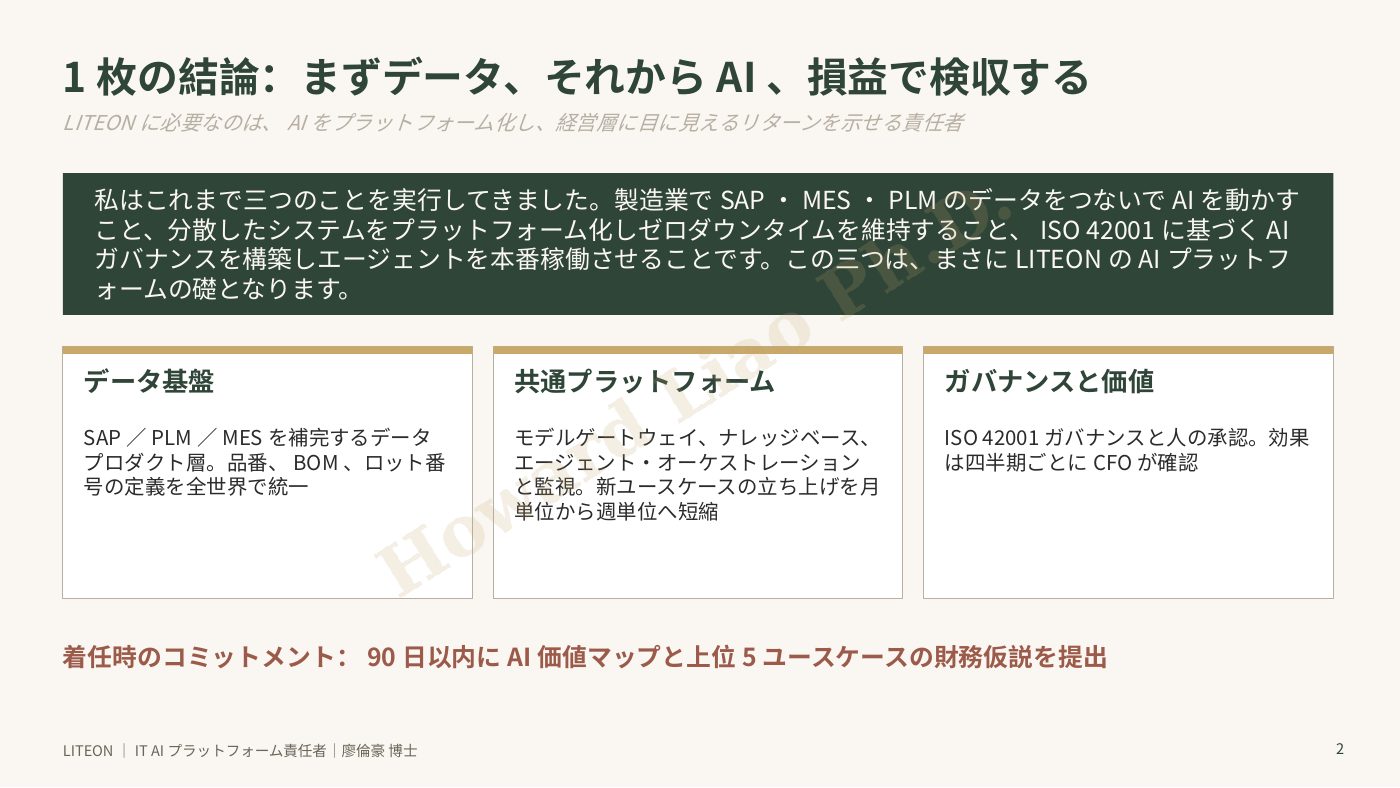 1 枚の結論：まずデータ、それから AI 、損益で検収する
LITEON に必要なのは、 AI をプラットフォーム化し、経営層に目に見えるリターンを示せる責任者
私はこれまで三つのことを実行してきました。製造業で SAP ・ MES ・ PLM のデータをつないで AI を動かす
こと、分散したシステムをプラットフォーム化しゼロダウンタイムを維持すること、 ISO 42001 に基づく AI
ガバナンスを構築しエージェントを本番稼働させることです。この三つは、まさに LITEON の AI プラットフ
ォームの礎となります。
データ基盤
SAP ／ PLM ／ MES を補完するデータ
プロダクト層。品番、 BOM 、ロット番
号の定義を全世界で統一
共通プラットフォーム
モデルゲートウェイ、ナレッジベース、
エージェント・オーケストレーション
と監視。新ユースケースの立ち上げを月
単位から週単位へ短縮
ガバナンスと価値
ISO 42001 ガバナンスと人の承認。効果
は四半期ごとに CFO が確認
Howard Liao Ph.D.
着任時のコミットメント： 90 日以内に AI 価値マップと上位 5 ユースケースの財務仮説を提出
LITEON ｜ IT AI プラットフォーム責任者｜廖倫豪 博士
2